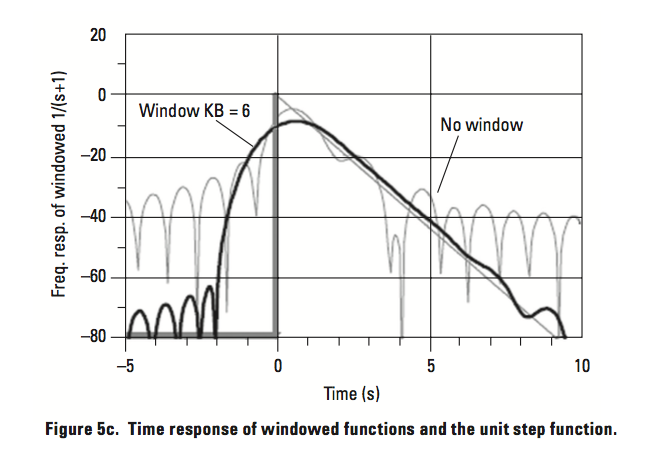 20
0
−20
−40
−60
−80
Freq. resp. of windowed 1/(s+1)
Window KB = 6
No window
−5
0
5
10
Time (s)
Figure 5c. Time response of windowed functions and the unit step function.